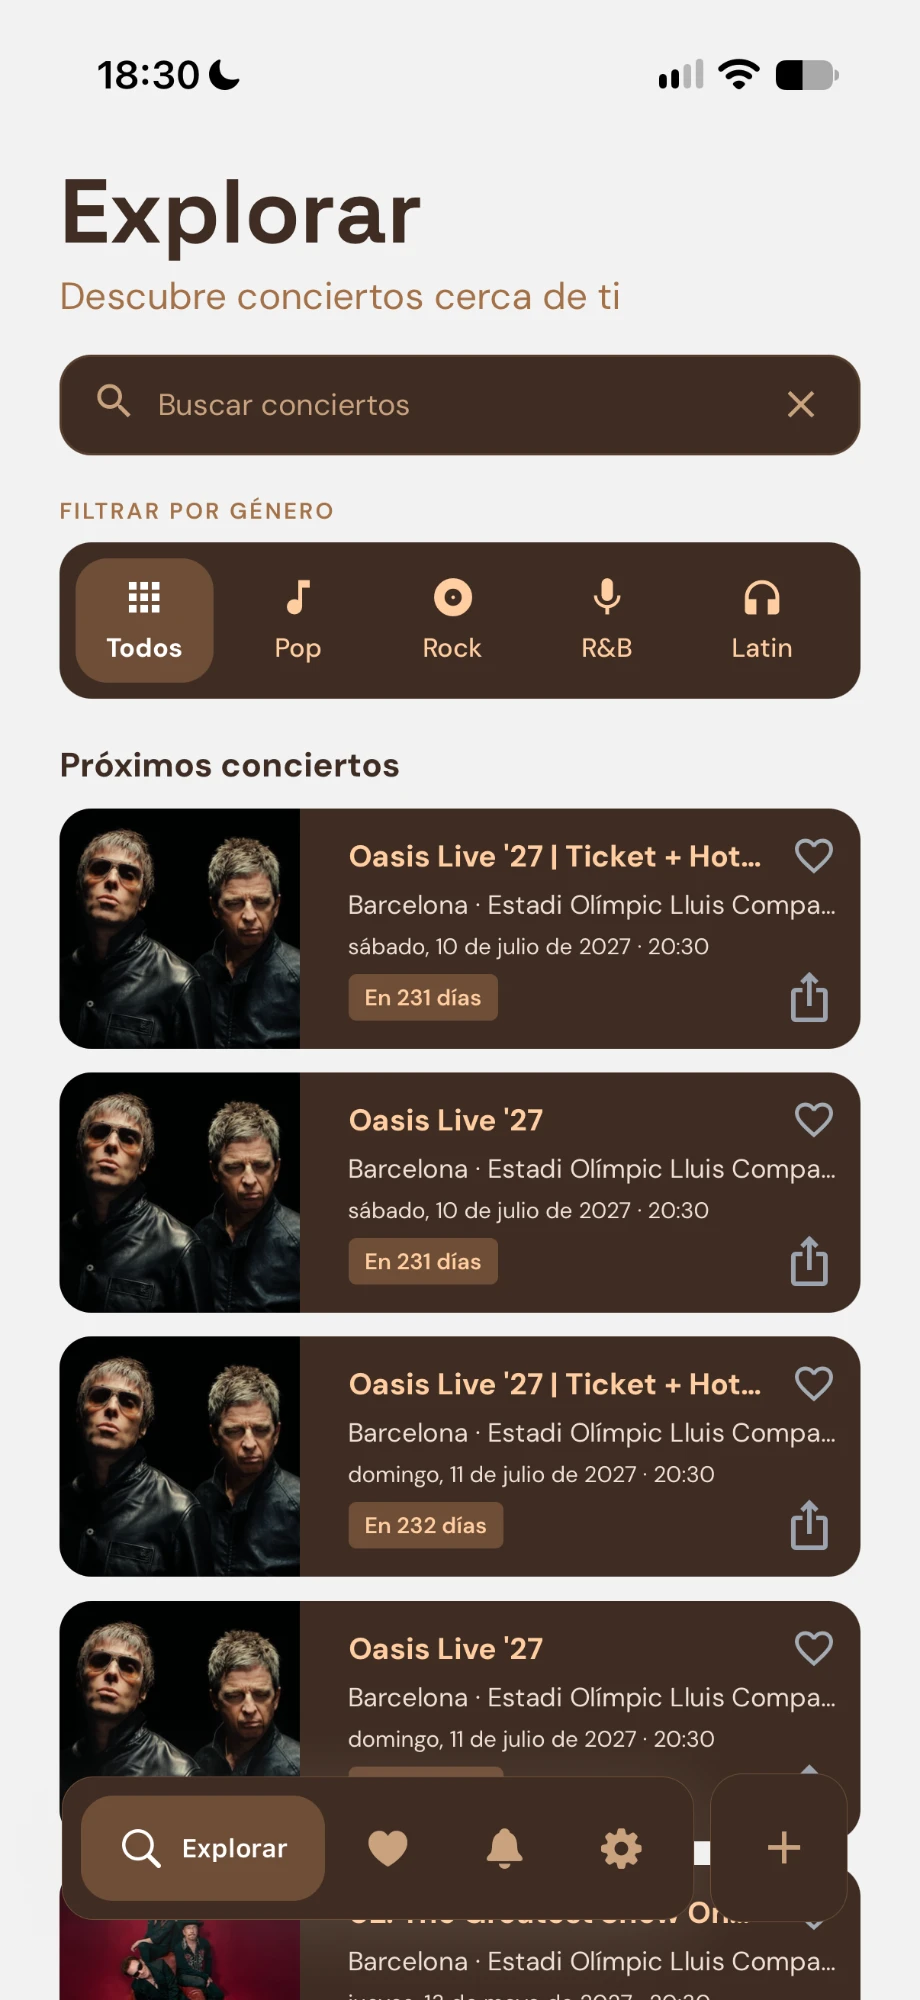 18:30
Explorar
Descubre conciertos cerca de ti
Buscar conciertos
FILTRAR POR GÉNERO
Todos
Pop
Rock
R&B
Latin
Próximos conciertos
Oasis Live '27 | Ticket + Hot...
Barcelona · Estadi Olímpic Lluis Compa...
sábado, 10 de julio de 2027 · 20:30
En 231 días
Oasis Live '27
Barcelona · Estadi Olímpic Lluis Compa...
sábado, 10 de julio de 2027 · 20:30
En 231 días
Oasis Live '27 | Ticket + Hot...
Barcelona · Estadi Olímpic Lluis Compa...
domingo, 11 de julio de 2027 · 20:30
En 232 días
Oasis Live '27
Barcelona · Estadi Olímpic Lluis Compa...
domingo, 11 de julio de 2027 · 20:30
Explorar
The Greatest Show On...
Barcelona · Estadi Olímpic Lluis Compa...